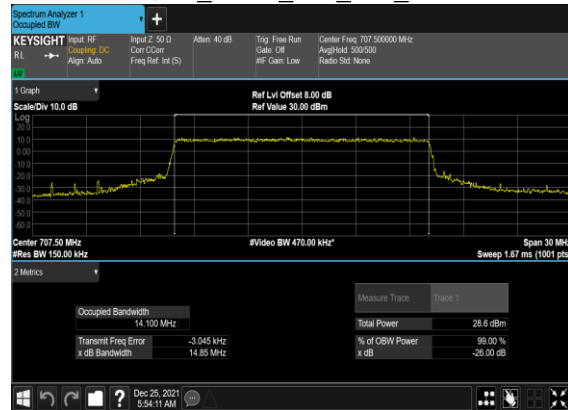 Spectrum Analyzer 1
Occupied BW
+
KEYSIGHT Input: RF Input Z: 50 Ω Atten: 40 dB Trig: Free Run Center Freq: 707.500000 MHz
RL Coupling: DC Corr CCorr Gate: Off Avg|Hold: 500/500
Align: Auto Freq Ref: Int (S) #IF Gain: Low Radio Std: None
1 Graph
Ref Lvl Offset 8.00 dB
Scale/Div 10.0 dB Ref Value 30.00 dBm
Log
20.0
10.0
0.00
-10.0
-20.0
-30.0
-40.0
-50.0
-60.0
Center 707.50 MHz #Video BW 470.00 kHz* Span 30 MHz
#Res BW 150.00 kHz Sweep 1.67 ms (1001 pts)
2 Metrics
Measure Trace Trace 1
Occupied Bandwidth
14.100 MHz Total Power 28.6 dBm
Transmit Freq Error -3.045 kHz % of OBW Power 99.00 %
x dB Bandwidth 14.85 MHz x dB -26.00 dB
? Dec 25, 2021
5:54:11 AM